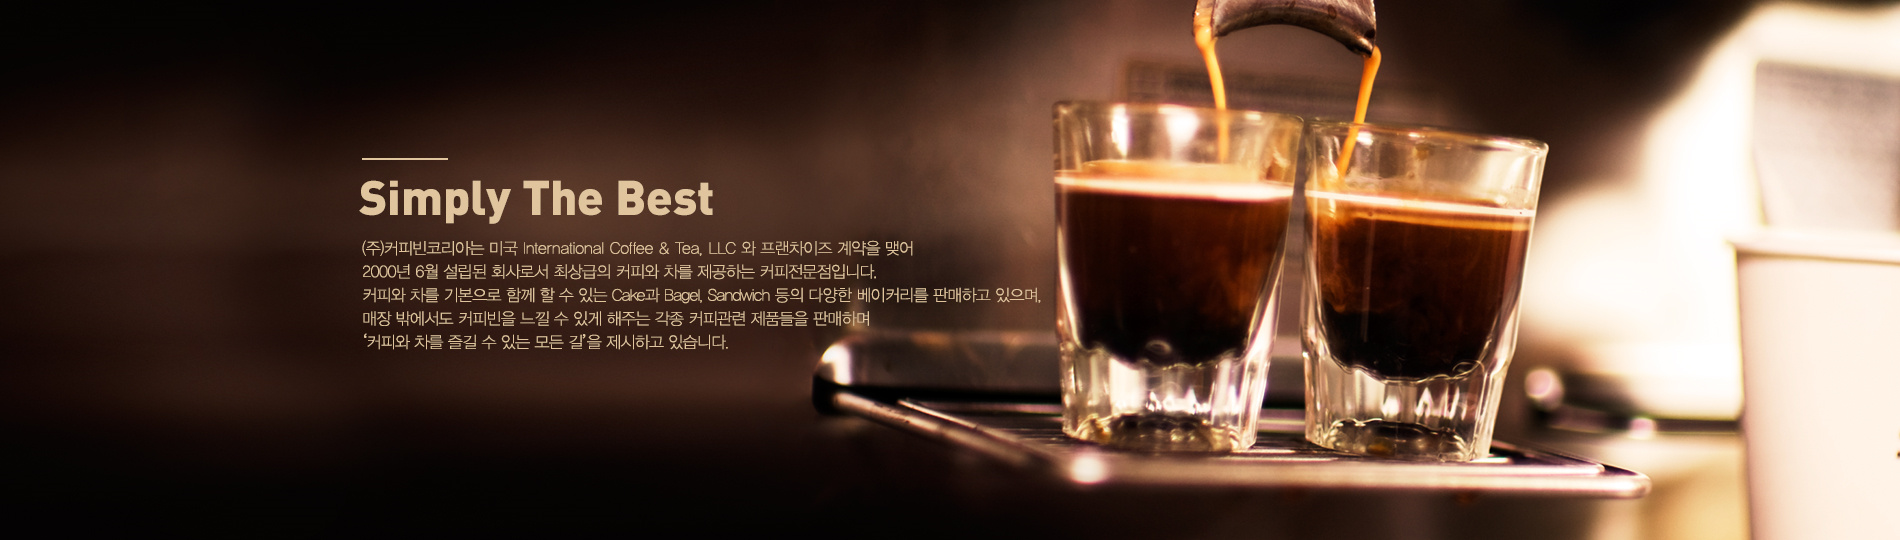 Simply The Best
(주)커피빈코리아는 미국 International Coffee & Tea, LLC 와 프랜차이즈 계약을 맺어
2000년 6월 설립된 회사로서 최상급의 커피와 차를 제공하는 커피전문점입니다.
커피와 차를 기본으로 함께 할 수 있는 Cake과 Bagel, Sandwich 등의 다양한 베이커리를 판매하고 있으며,
매장 밖에서도 커피빈을 느낄 수 있게 해주는 각종 커피관련 제품들을 판매하며
'커피와 차를 즐길 수 있는 모든 길'을 제시하고 있습니다.